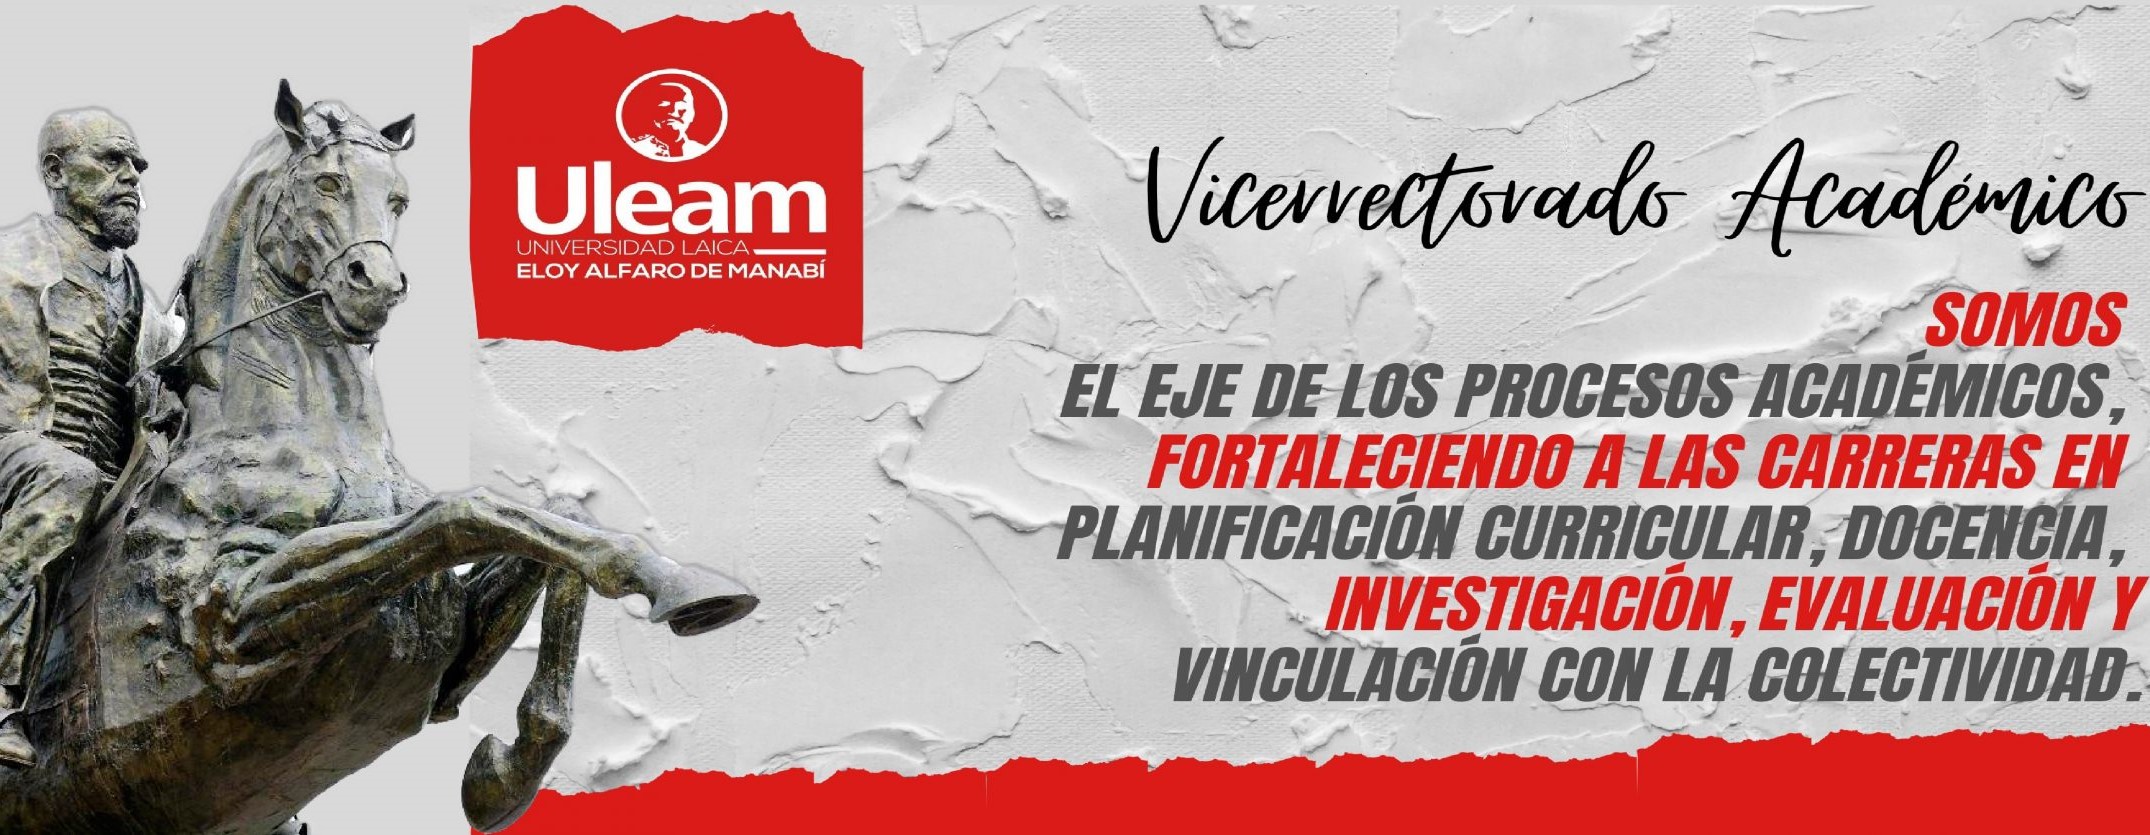 Uleam
UNIVERSIDAD LAICA
ELOY ALFARO DE MANABÍ
Vicerrectorado Académico
SOMOS
EL EJE DE LOS PROCESOS ACADÉMICOS,
FORTALECIENDO A LAS CARRERAS EN
PLANIFICACIÓN CURRICULAR, DOCENCIA,
INVESTIGACIÓN, EVALUACIÓN Y
VINCULACIÓN CON LA COLECTIVIDAD.